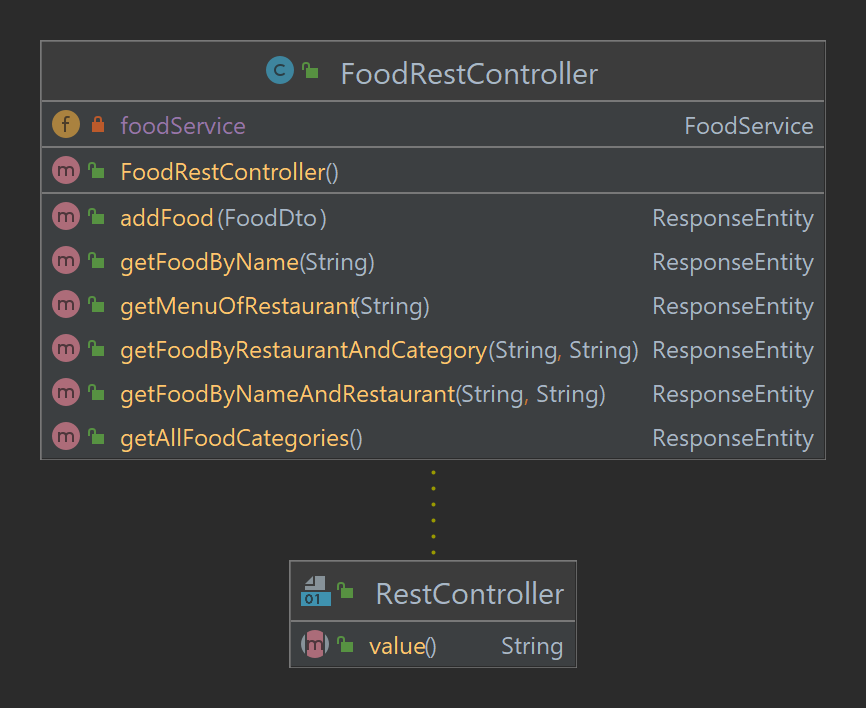 C FoodRestController
f foodService FoodService
m FoodRestController()
m addFood(FoodDto) ResponseEntity
m getFoodByName(String) ResponseEntity
m getMenuOfRestaurant(String) ResponseEntity
m getFoodByRestaurantAndCategory(String, String) ResponseEntity
m getFoodByNameAndRestaurant(String, String) ResponseEntity
m getAllFoodCategories() ResponseEntity
01 RestController
m value() String